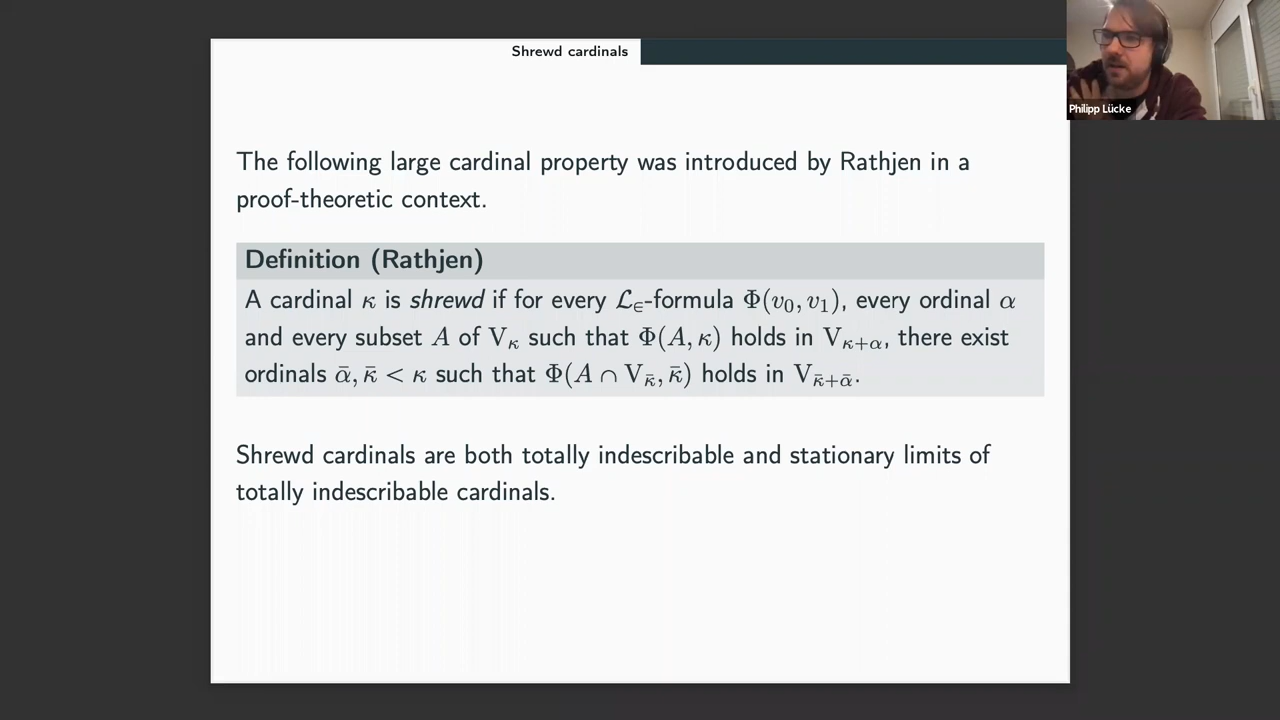 Shrewd cardinals
Philipp Lücke
The following large cardinal property was introduced by Rathjen in a
proof-theoretic context.
Definition (Rathjen)
A cardinal κ is shrewd if for every ℒ∈-formula Φ(v₀, v₁), every ordinal α
and every subset A of V_κ such that Φ(A, κ) holds in V_{κ+α}, there exist
ordinals ᾱ, κ̄ < κ such that Φ(A ∩ V_κ̄, κ̄) holds in V_{κ̄+ᾱ}.
Shrewd cardinals are both totally indescribable and stationary limits of
totally indescribable cardinals.